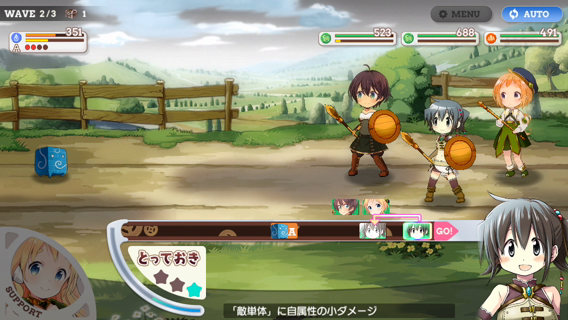 WAVE 2/3 1
MENU
AUTO
351
A
523
688
491
A
GO!
とっておき
SUPPORT
「敵単体」に自属性の小ダメージ